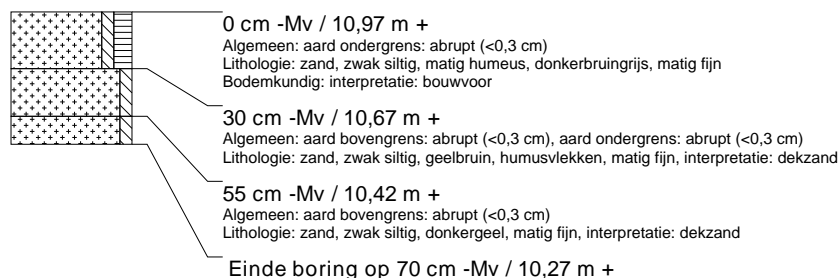 0 cm -Mv / 10,97 m +
Algemeen: aard ondergrens: abrupt (<0,3 cm)
Lithologie: zand, zwak siltig, matig humeus, donkerbruingrijs, matig fijn
Bodemkundig: interpretatie: bouwvoor
30 cm -Mv / 10,67 m +
Algemeen: aard bovengrens: abrupt (<0,3 cm), aard ondergrens: abrupt (<0,3 cm)
Lithologie: zand, zwak siltig, geelbruin, humusvlekken, matig fijn, interpretatie: dekzand
55 cm -Mv / 10,42 m +
Algemeen: aard bovengrens: abrupt (<0,3 cm)
Lithologie: zand, zwak siltig, donkergeel, matig fijn, interpretatie: dekzand
Einde boring op 70 cm -Mv / 10,27 m +